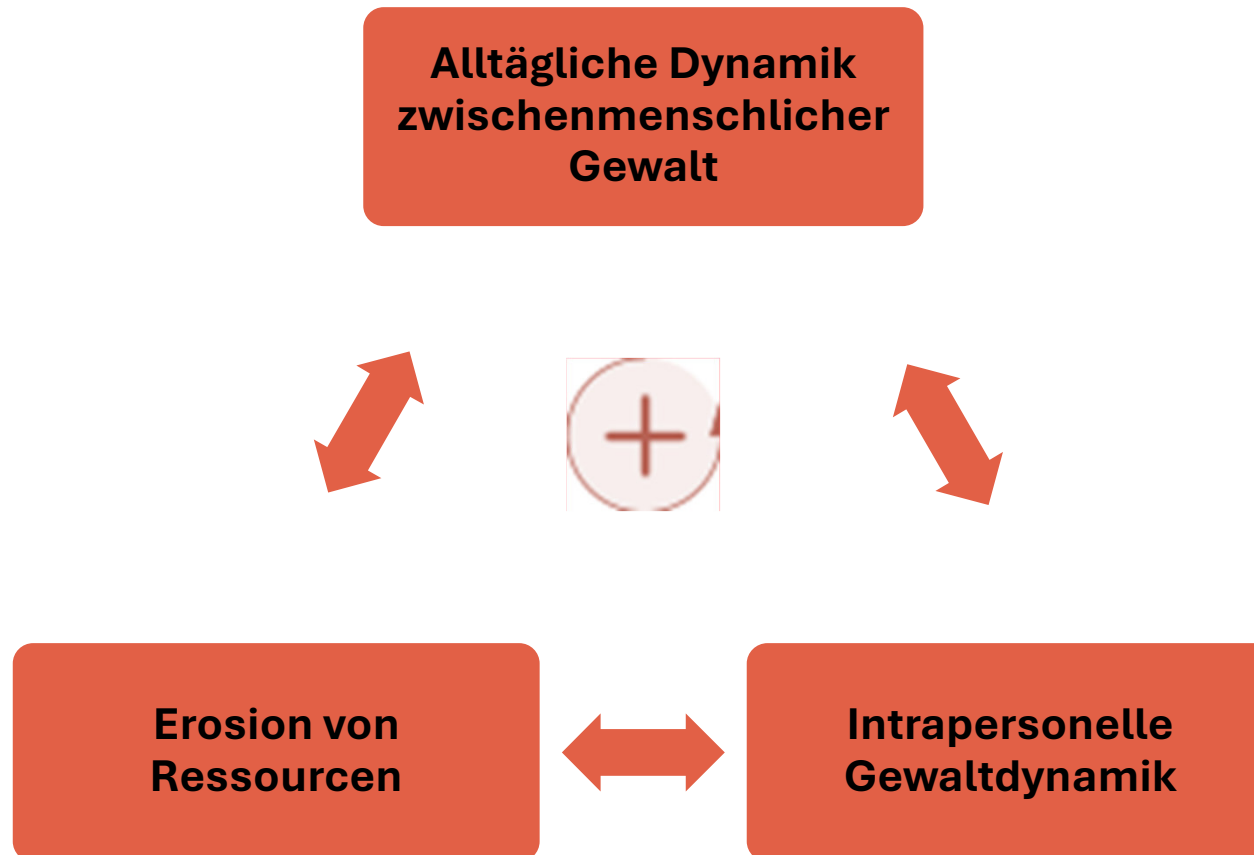 Alltägliche Dynamik
zwischenmenschlicher
Gewalt
Erosion von
Ressourcen
Intrapersonelle
Gewaltdynamik